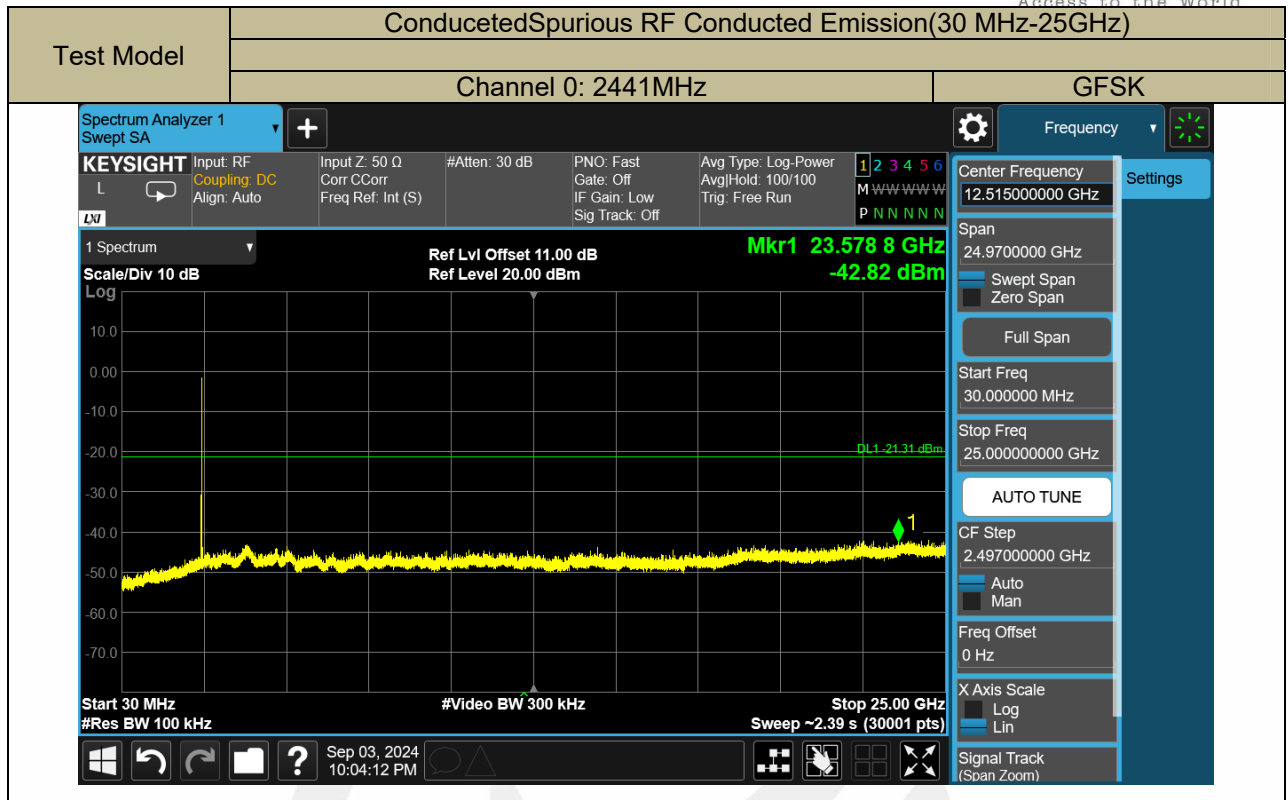 Access to the World
Test Model
ConducetedSpurious RF Conducted Emission(30 MHz-25GHz)
Channel 0: 2441MHz
GFSK
Spectrum Analyzer 1
Swept SA
Frequency
KEYSIGHT
L
LXI
Input: RF
Coupling: DC
Align: Auto
Input Z: 50 Ω
Corr CCorr
Freq Ref: Int (S)
#Atten: 30 dB
PNO: Fast
Gate: Off
IF Gain: Low
Sig Track: Off
Avg Type: Log-Power
Avg|Hold: 100/100
Trig: Free Run
1 2 3 4 5 6
M W W W W W
P N N N N N
1 Spectrum
Scale/Div 10 dB
Log
Ref Lvl Offset 11.00 dB
Ref Level 20.00 dBm
Mkr1 23.578 8 GHz
-42.82 dBm
10.0
0.00
-10.0
-20.0
-30.0
-40.0
-50.0
-60.0
-70.0
DL1 -21.31 dBm
1
Start 30 MHz
#Res BW 100 kHz
#Video BW 300 kHz
Stop 25.00 GHz
Sweep ~2.39 s (30001 pts)
Sep 03, 2024
10:04:12 PM
Center Frequency
12.515000000 GHz
Span
24.9700000 GHz
Swept Span
Zero Span
Full Span
Start Freq
30.000000 MHz
Stop Freq
25.000000000 GHz
AUTO TUNE
CF Step
2.497000000 GHz
Auto
Man
Freq Offset
0 Hz
X Axis Scale
Log
Lin
Signal Track
(Span Zoom)
Settings